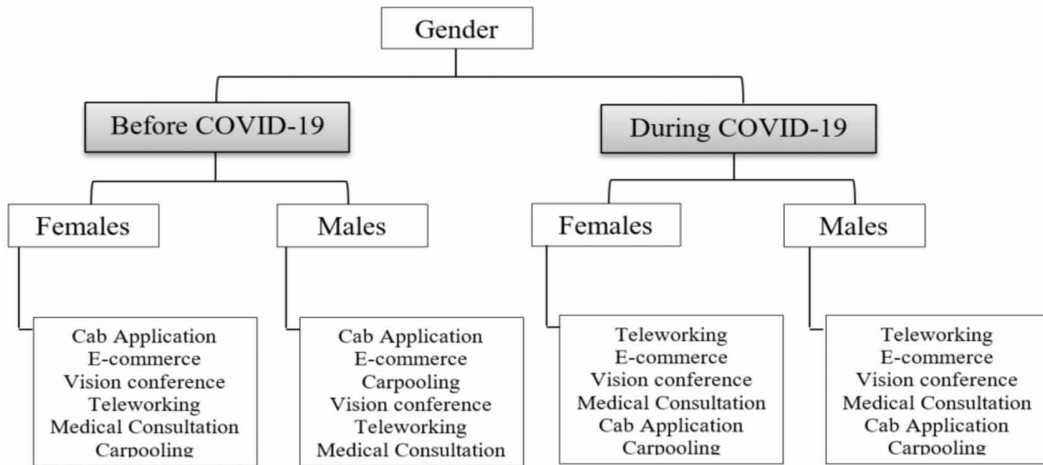 Gender
Before COVID-19
During COVID-19
Females
Males
Females
Males
Cab Application
E-commerce
Vision conference
Teleworking
Medical Consultation
Carpooling
Cab Application
E-commerce
Carpooling
Vision conference
Teleworking
Medical Consultation
Teleworking
E-commerce
Vision conference
Medical Consultation
Cab Application
Carpooling
Teleworking
E-commerce
Vision conference
Medical Consultation
Cab Application
Carpooling